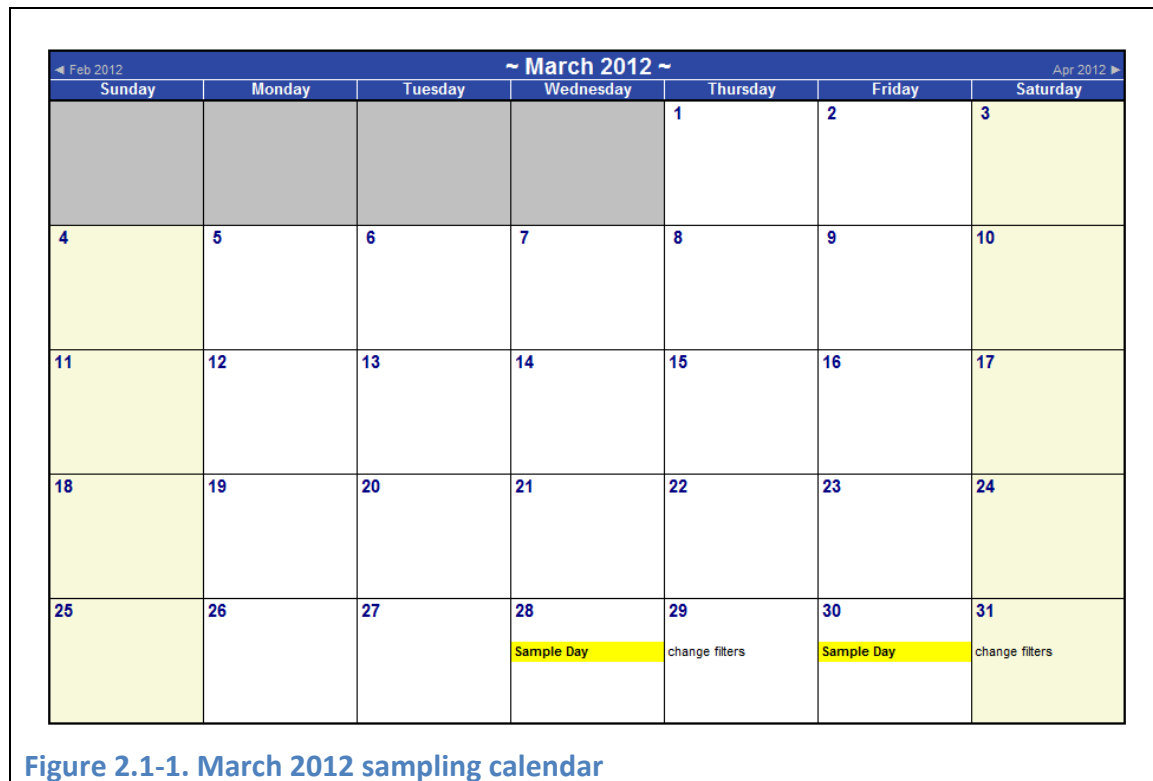 ◄ Feb 2012 ~ March 2012 ~ Apr 2012 ►
Sunday Monday Tuesday Wednesday Thursday Friday Saturday
1 2 3
4 5 6 7 8 9 10
11 12 13 14 15 16 17
18 19 20 21 22 23 24
25 26 27 28 29 30 31
Sample Day change filters Sample Day change filters
Figure 2.1-1. March 2012 sampling calendar